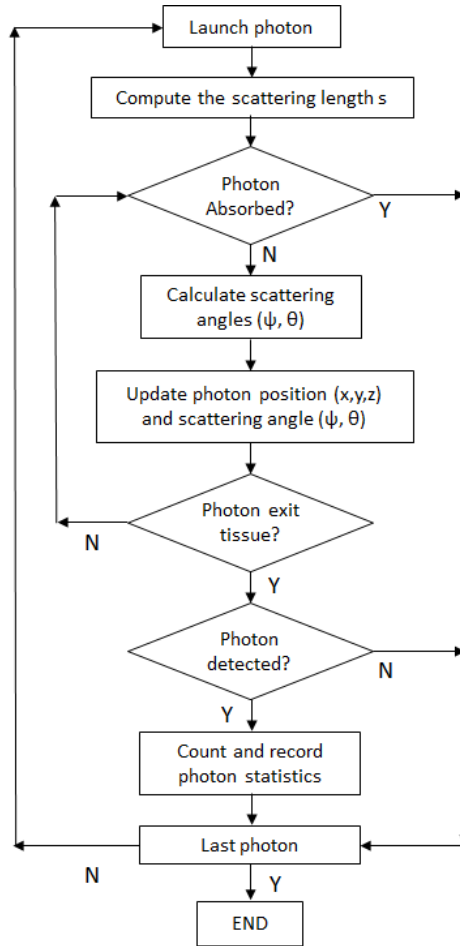 Launch photon
Compute the scattering length s
Photon
Absorbed?
Y
N
Calculate scattering
angles (ψ, θ)
Update photon position (x,y,z)
and scattering angle (ψ, θ)
Photon exit
tissue?
N
Y
Photon
detected?
N
Y
Count and record
photon statistics
Last photon
N
Y
END